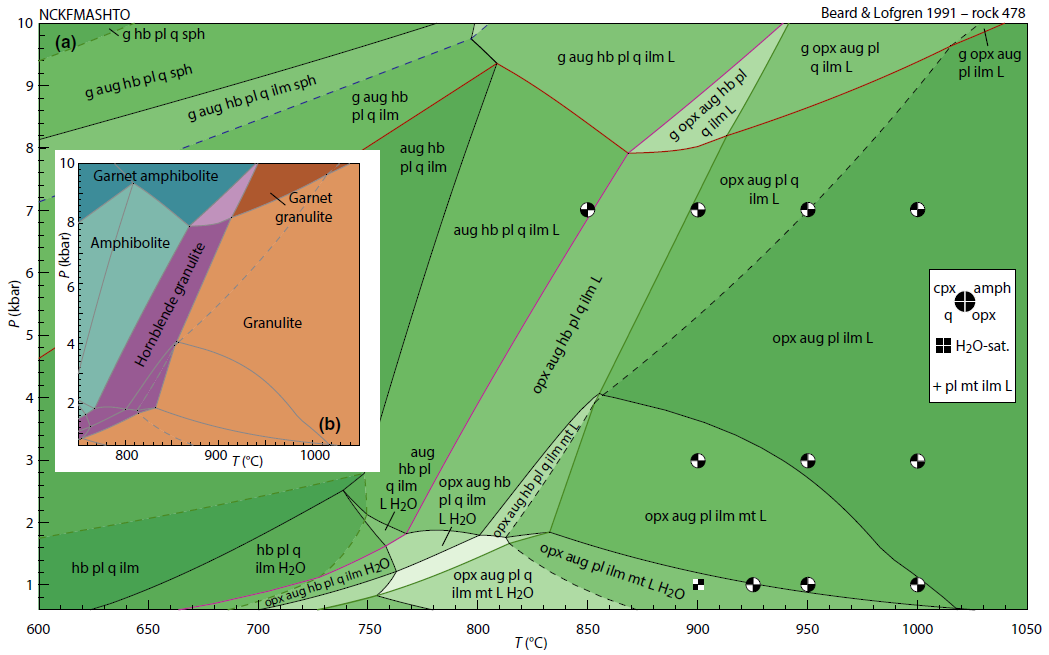 NCKFMASHTO
Beard & Lofgren 1991 – rock 478
(a)
g hb pl q sph
g aug hb pl q sph
g aug hb pl q ilm sph
g aug hb
pl q ilm
aug hb
pl q ilm
g aug hb pl q ilm L
g opx aug hb pl
q ilm L
g opx aug pl
q ilm L
g opx aug
pl ilm L
opx aug pl q
ilm L
aug hb pl q ilm L
opx aug hb pl q ilm L
opx aug pl ilm L
cpx amph
q opx
H2O-sat.
+ pl mt ilm L
Garnet amphibolite
Garnet
granulite
Amphibolite
Hornblende granulite
Granulite
(b)
P (kbar)
10
8
6
4
2
800
900
1000
T (°C)
aug
hb pl
q ilm
L H2O
opx aug hb
pl q ilm
L H2O
opx aug hb pl q ilm mt L
opx aug pl ilm mt L
hb pl q ilm
hb pl q
ilm H2O
opx aug hb pl q ilm H2O
opx aug pl q
ilm mt L H2O
opx aug pl ilm mt L H2O
P (kbar)
10
9
8
7
6
5
4
3
2
1
600
650
700
750
800
850
900
950
1000
1050
T (°C)